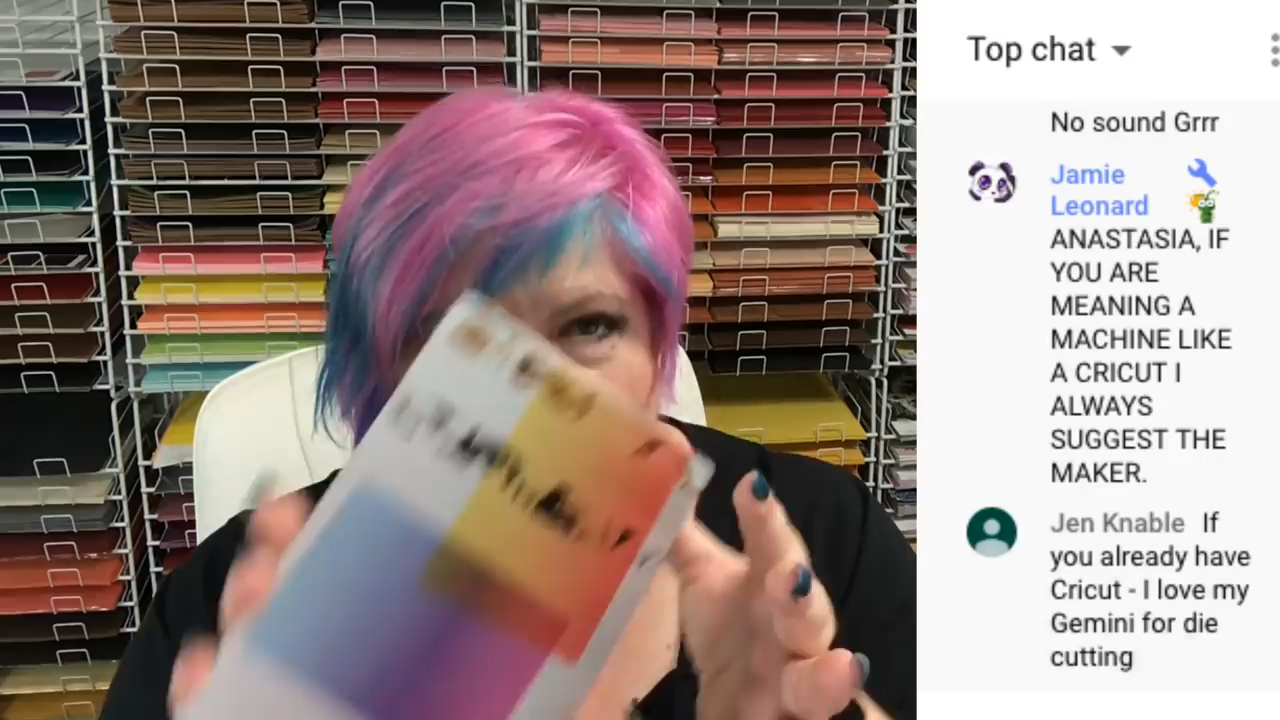 Top chat
No sound Grrr
Jamie
Leonard
ANASTASIA, IF
YOU ARE
MEANING A
MACHINE LIKE
A CRICUT I
ALWAYS
SUGGEST THE
MAKER.
Jen Knable If
you already have
Cricut - I love my
Gemini for die
cutting